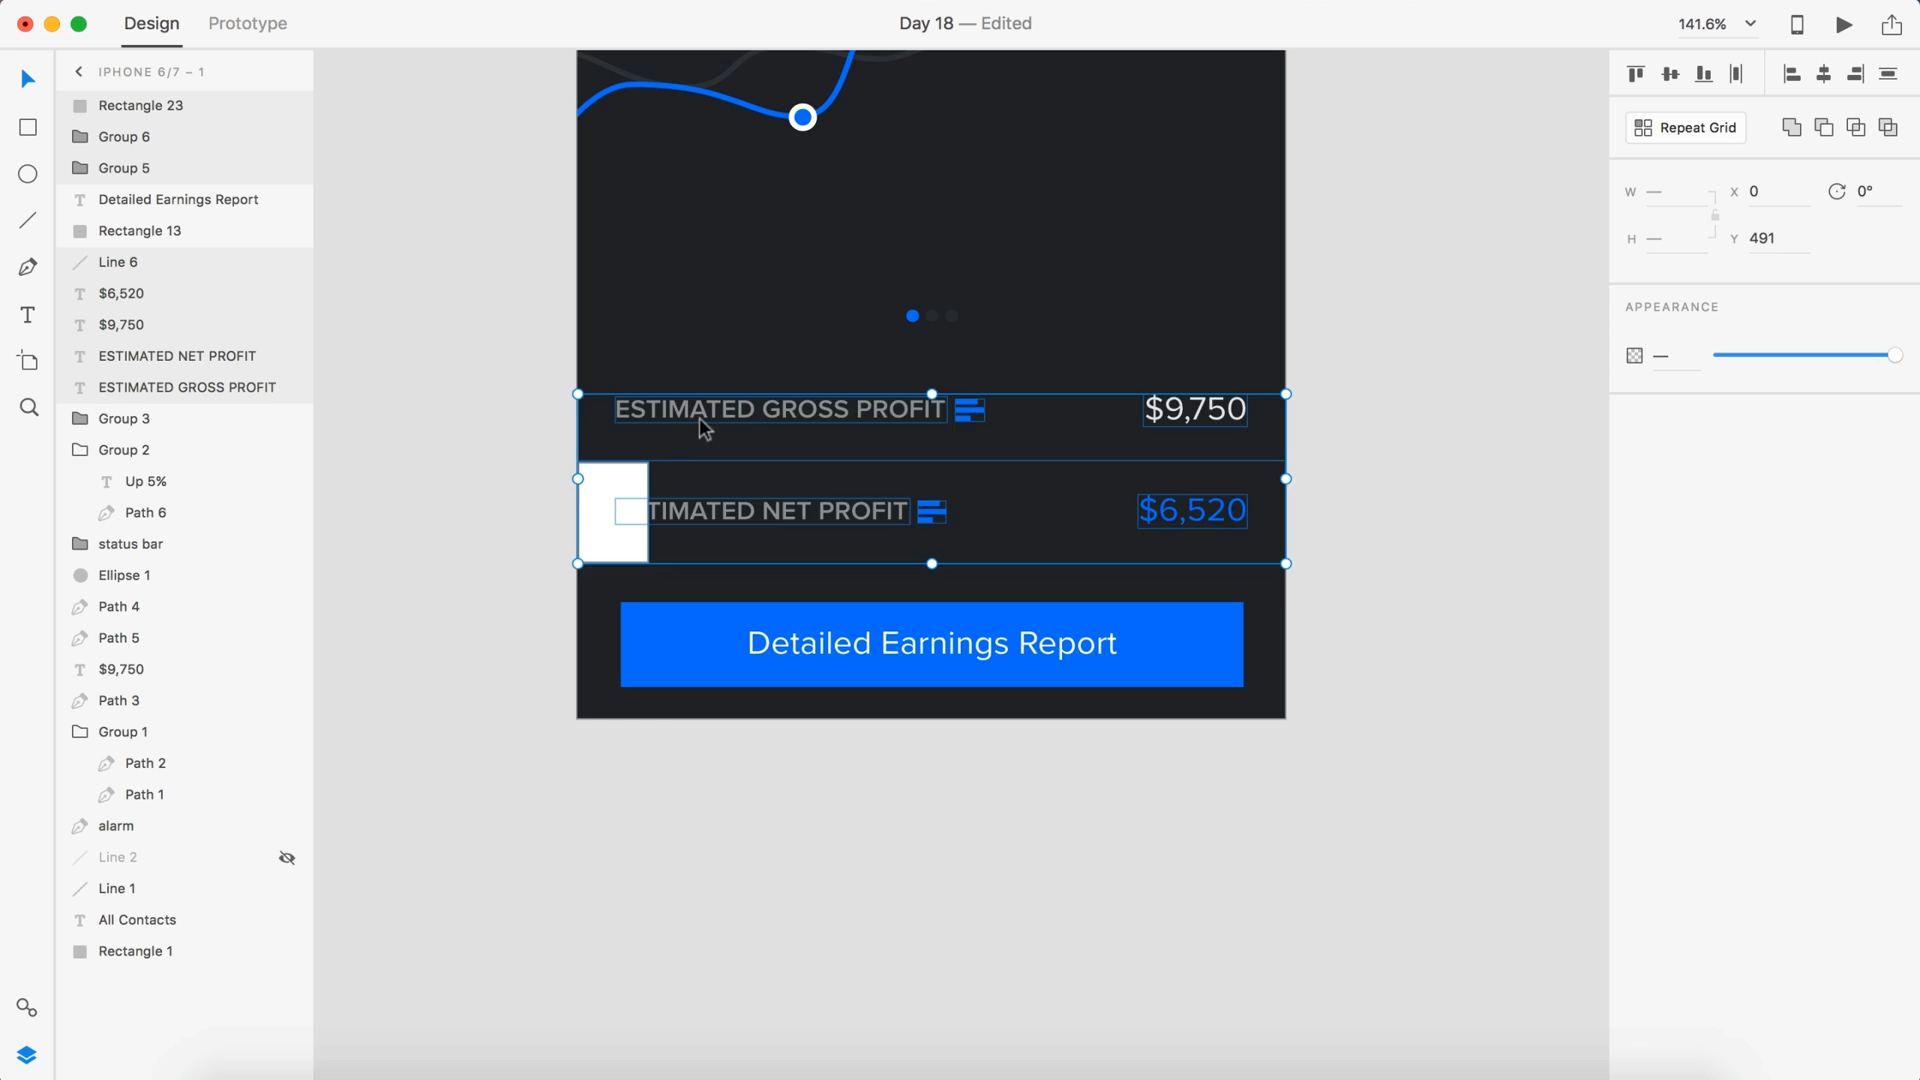 Design
Prototype
Day 18 — Edited
141.6%
IPHONE 6/7 – 1
Rectangle 23
Group 6
Group 5
Detailed Earnings Report
Rectangle 13
Line 6
$6,520
$9,750
ESTIMATED NET PROFIT
ESTIMATED GROSS PROFIT
Group 3
Group 2
Up 5%
Path 6
status bar
Ellipse 1
Path 4
Path 5
$9,750
Path 3
Group 1
Path 2
Path 1
alarm
Line 2
Line 1
All Contacts
Rectangle 1
ESTIMATED GROSS PROFIT
$9,750
TIMATED NET PROFIT
$6,520
Detailed Earnings Report
Repeat Grid
W — X 0 0°
H — Y 491
APPEARANCE
—